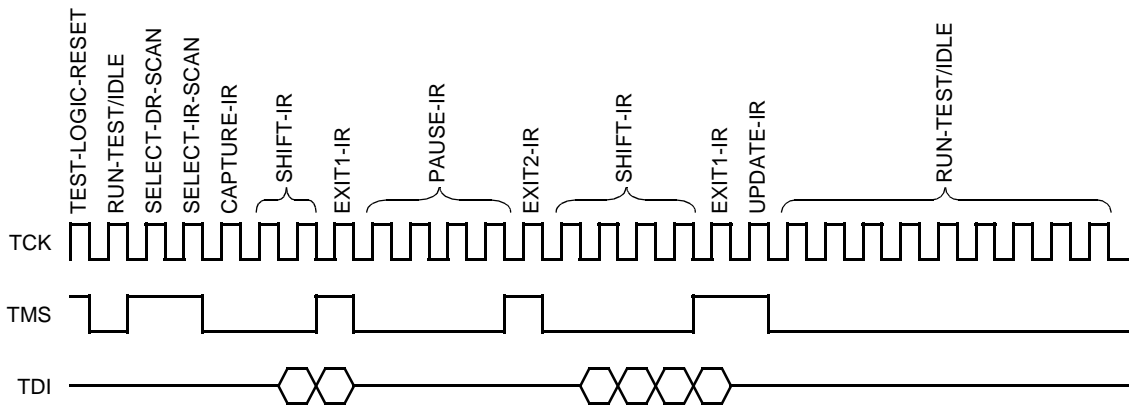 TEST-LOGIC-RESET
RUN-TEST/IDLE
SELECT-DR-SCAN
SELECT-IR-SCAN
CAPTURE-IR
SHIFT-IR
EXIT1-IR
PAUSE-IR
EXIT2-IR
SHIFT-IR
EXIT1-IR
UPDATE-IR
RUN-TEST/IDLE
TCK
TMS
TDI